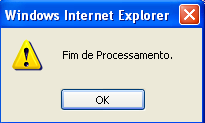 Windows Internet Explorer
Fim de Processamento.
OK